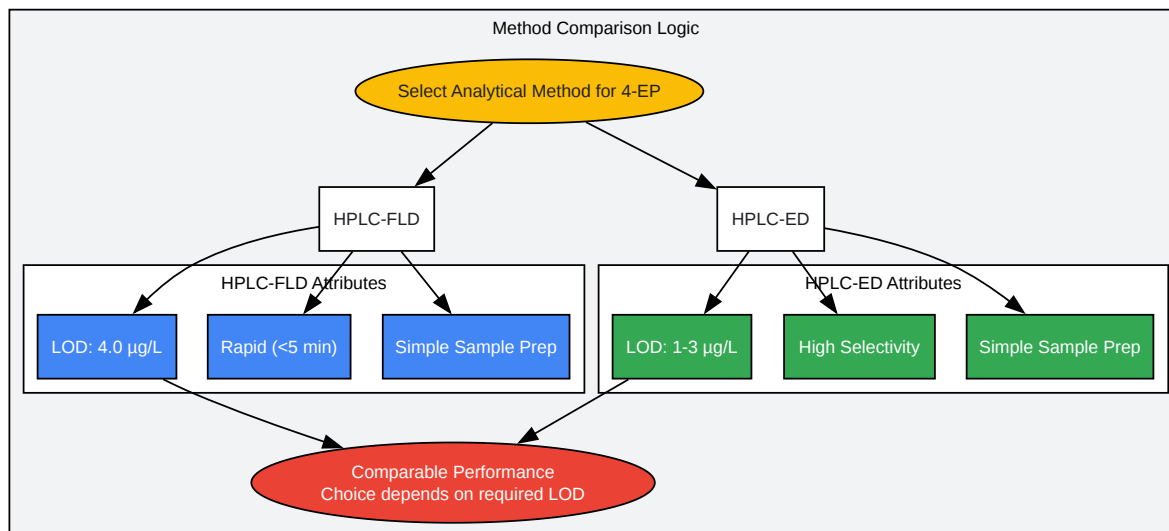 Method Comparison Logic
Select Analytical Method for 4-EP
HPLC-FLD
HPLC-ED
HPLC-FLD Attributes
HPLC-ED Attributes
LOD: 4.0 µg/L
Rapid (<5 min)
Simple Sample Prep
LOD: 1-3 µg/L
High Selectivity
Simple Sample Prep
Comparable Performance
Choice depends on required LOD